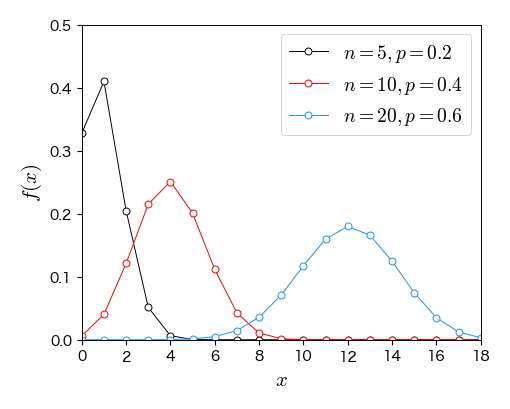 0.5
n = 5, p = 0.2
n = 10, p = 0.4
n = 20, p = 0.6
0.4
0.3
f(x)
0.2
0.1
0.0
0 2 4 6 8 10 12 14 16 18
x